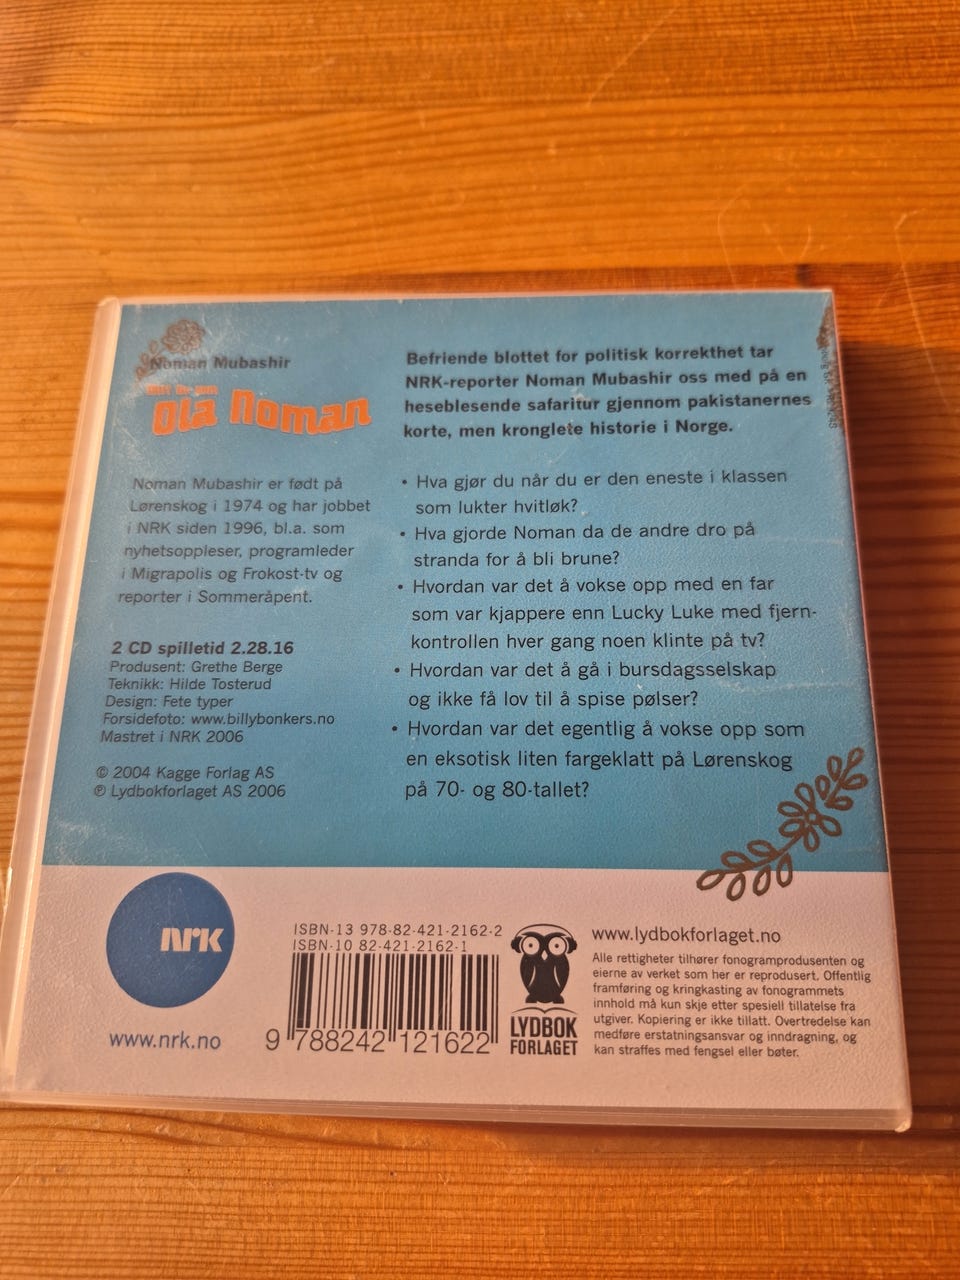 Noman Mubashir
Mitt liv som
Ola Noman
Noman Mubashir er født på
Lørenskog i 1974 og har jobbet
i NRK siden 1996, bl.a. som
nyhetsoppleser, programleder
i Migrapolis og Frokost-tv og
reporter i Sommeråpent.
2 CD spilletid 2.28.16
Produsent: Grethe Berge
Teknikk: Hilde Tosterud
Design: Fete typer
Forsidefoto: www.billybonkers.no
Mastret i NRK 2006
© 2004 Kagge Forlag AS
℗ Lydbokforlaget AS 2006
Befriende blottet for politisk korrekthet tar
NRK-reporter Noman Mubashir oss med på en
heseblesende safaritur gjennom pakistanernes
korte, men kronglete historie i Norge.
• Hva gjør du når du er den eneste i klassen
som lukter hvitløk?
• Hva gjorde Noman da de andre dro på
stranda for å bli brune?
• Hvordan var det å vokse opp med en far
som var kjappere enn Lucky Luke med fjern-
kontrollen hver gang noen klinte på tv?
• Hvordan var det å gå i bursdagsselskap
og ikke få lov til å spise pølser?
• Hvordan var det egentlig å vokse opp som
en eksotisk liten fargeklatt på Lørenskog
på 70- og 80-tallet?
nrk
www.nrk.no
ISBN-13 978-82-421-2162-2
ISBN-10 82-421-2162-1
9 788242 121622
LYDBOK
FORLAGET
www.lydbokforlaget.no
Alle rettigheter tilhører fonogramprodusenten og
eierne av verket som her er reprodusert. Offentlig
framføring og kringkasting av fonogrammets
innhold må kun skje etter spesiell tillatelse fra
utgiver. Kopiering er ikke tillatt. Overtredelse kan
medføre erstatningsansvar og inndragning, og
kan straffes med fengsel eller bøter.